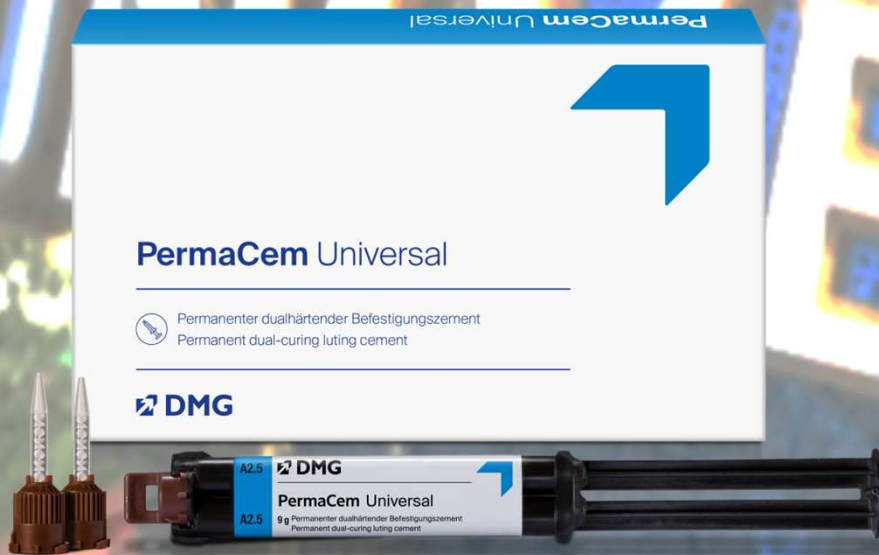 PermaCem Universal
PermaCem Universal
Permanenter dualhärtender Befestigungszement
Permanent dual-curing luting cement
DMG
A2.5 DMG
PermaCem Universal
A2.5 9 g Permanenter dualhärtender Befestigungszement
Permanent dual-curing luting cement